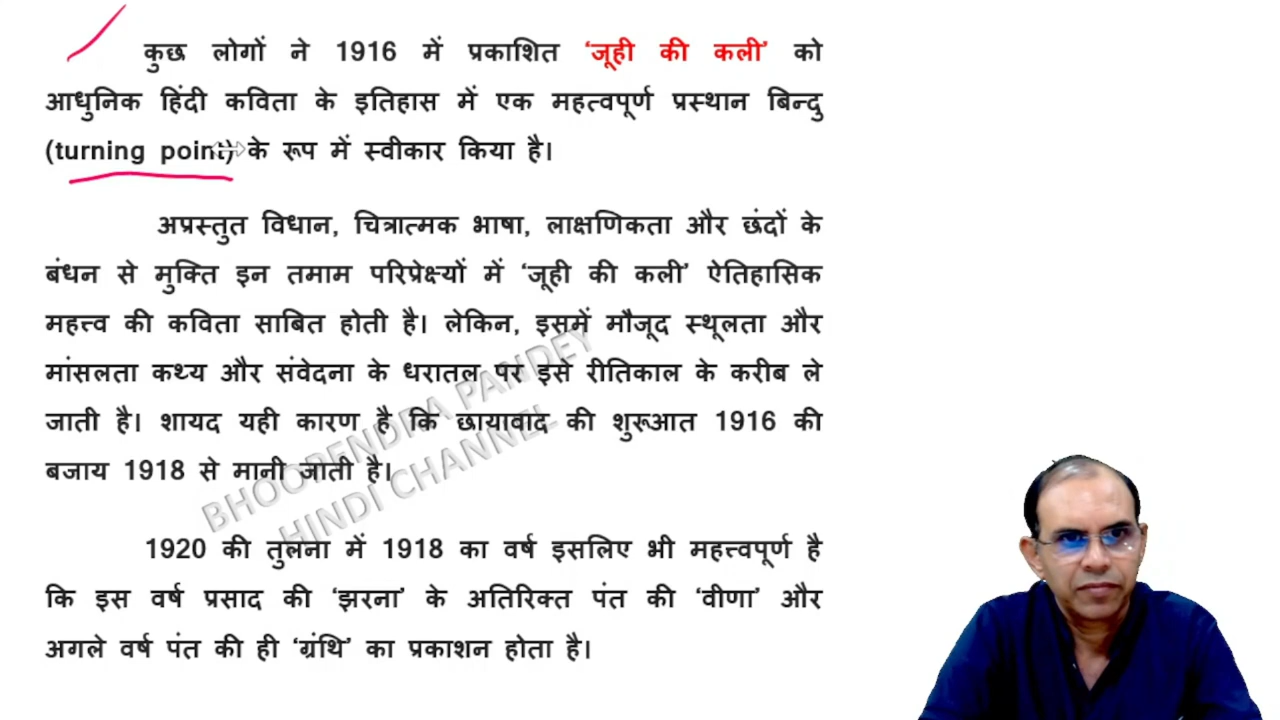 कुछ लोगों ने 1916 में प्रकाशित ‘जूही की कली’ को
आधुनिक हिंदी कविता के इतिहास में एक महत्वपूर्ण प्रस्थान बिन्दु
(turning point) के रूप में स्वीकार किया है।
अप्रस्तुत विधान, चित्रात्मक भाषा, लाक्षणिकता और छंदों के
बंधन से मुक्ति इन तमाम परिप्रेक्ष्यों में ‘जूही की कली’ ऐतिहासिक
महत्त्व की कविता साबित होती है। लेकिन, इसमें मौजूद स्थूलता और
मांसलता कथ्य और संवेदना के धरातल पर इसे रीतिकाल के करीब ले
जाती है। शायद यही कारण है कि छायावाद की शुरूआत 1916 की
बजाय 1918 से मानी जाती है।
1920 की तुलना में 1918 का वर्ष इसलिए भी महत्त्वपूर्ण है
कि इस वर्ष प्रसाद की ‘झरना’ के अतिरिक्त पंत की ‘वीणा’ और
अगले वर्ष पंत की ही ‘ग्रंथि’ का प्रकाशन होता है।
BHOOPENDRA PANDEY
HINDI CHANNEL